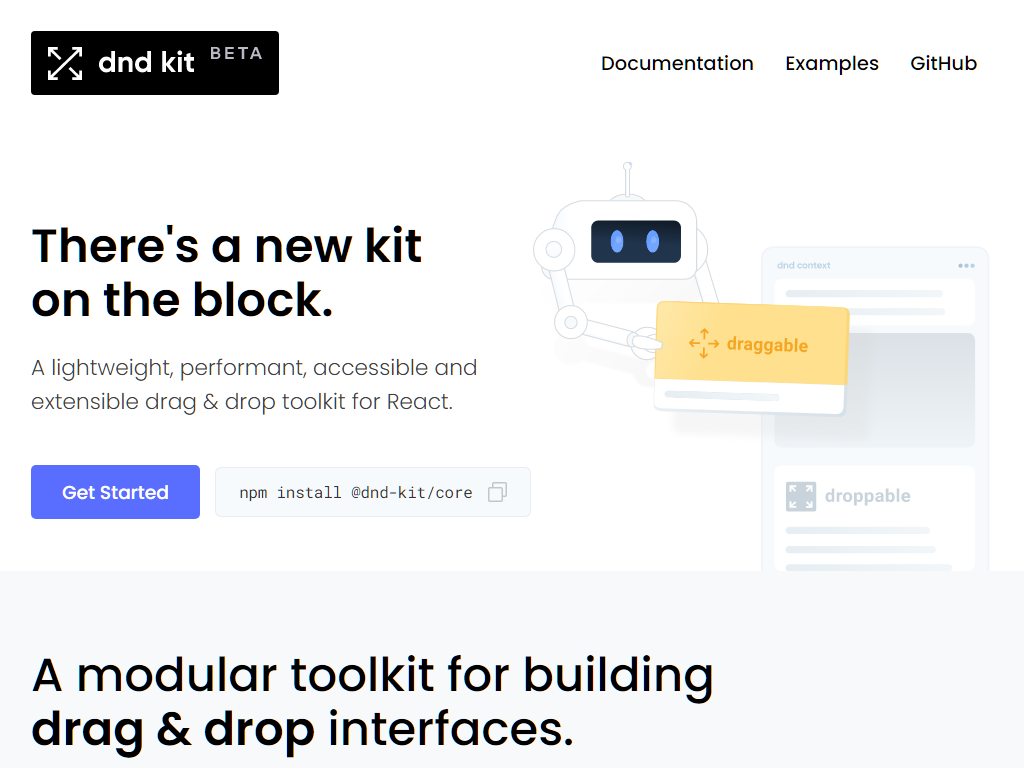 dnd kit BETA
Documentation Examples GitHub
There's a new kit
on the block.
A lightweight, performant, accessible and
extensible drag & drop toolkit for React.
Get Started
npm install @dnd-kit/core
dnd context
draggable
droppable
A modular toolkit for building
drag & drop interfaces.